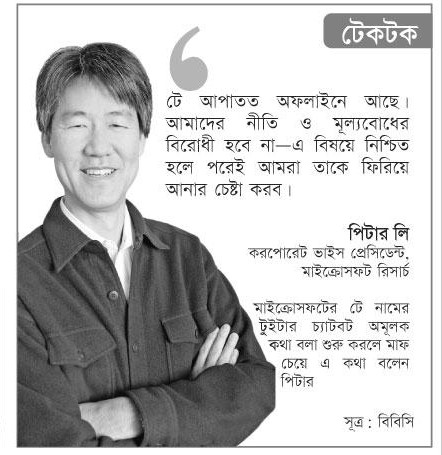 টেকটক
টে আপাতত অফলাইনে আছে।
আমাদের নীতি ও মূল্যবোধের
বিরোধী হবে না—এ বিষয়ে নিশ্চিত
হলে পরেই আমরা তাকে ফিরিয়ে
আনার চেষ্টা করব।
পিটার লি
করপোরেট ভাইস প্রেসিডেন্ট,
মাইক্রোসফট রিসার্চ
মাইক্রোসফটের টে নামের
টুইটার চ্যাটবট অমূলক
কথা বলা শুরু করলে মাফ
চেয়ে এ কথা বলেন
পিটার
সূত্র : বিবিসি